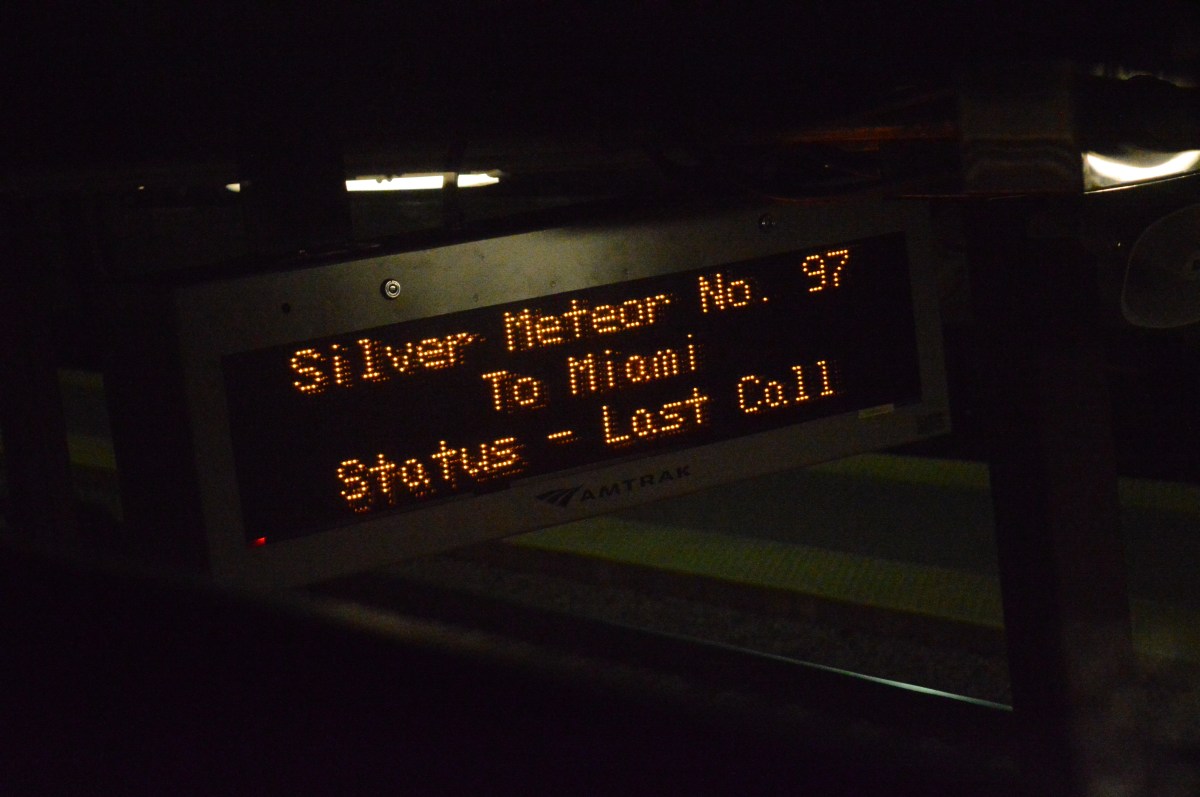 Silver Meteor No. 97
To Miami
Status - Last Call
AMTRAK